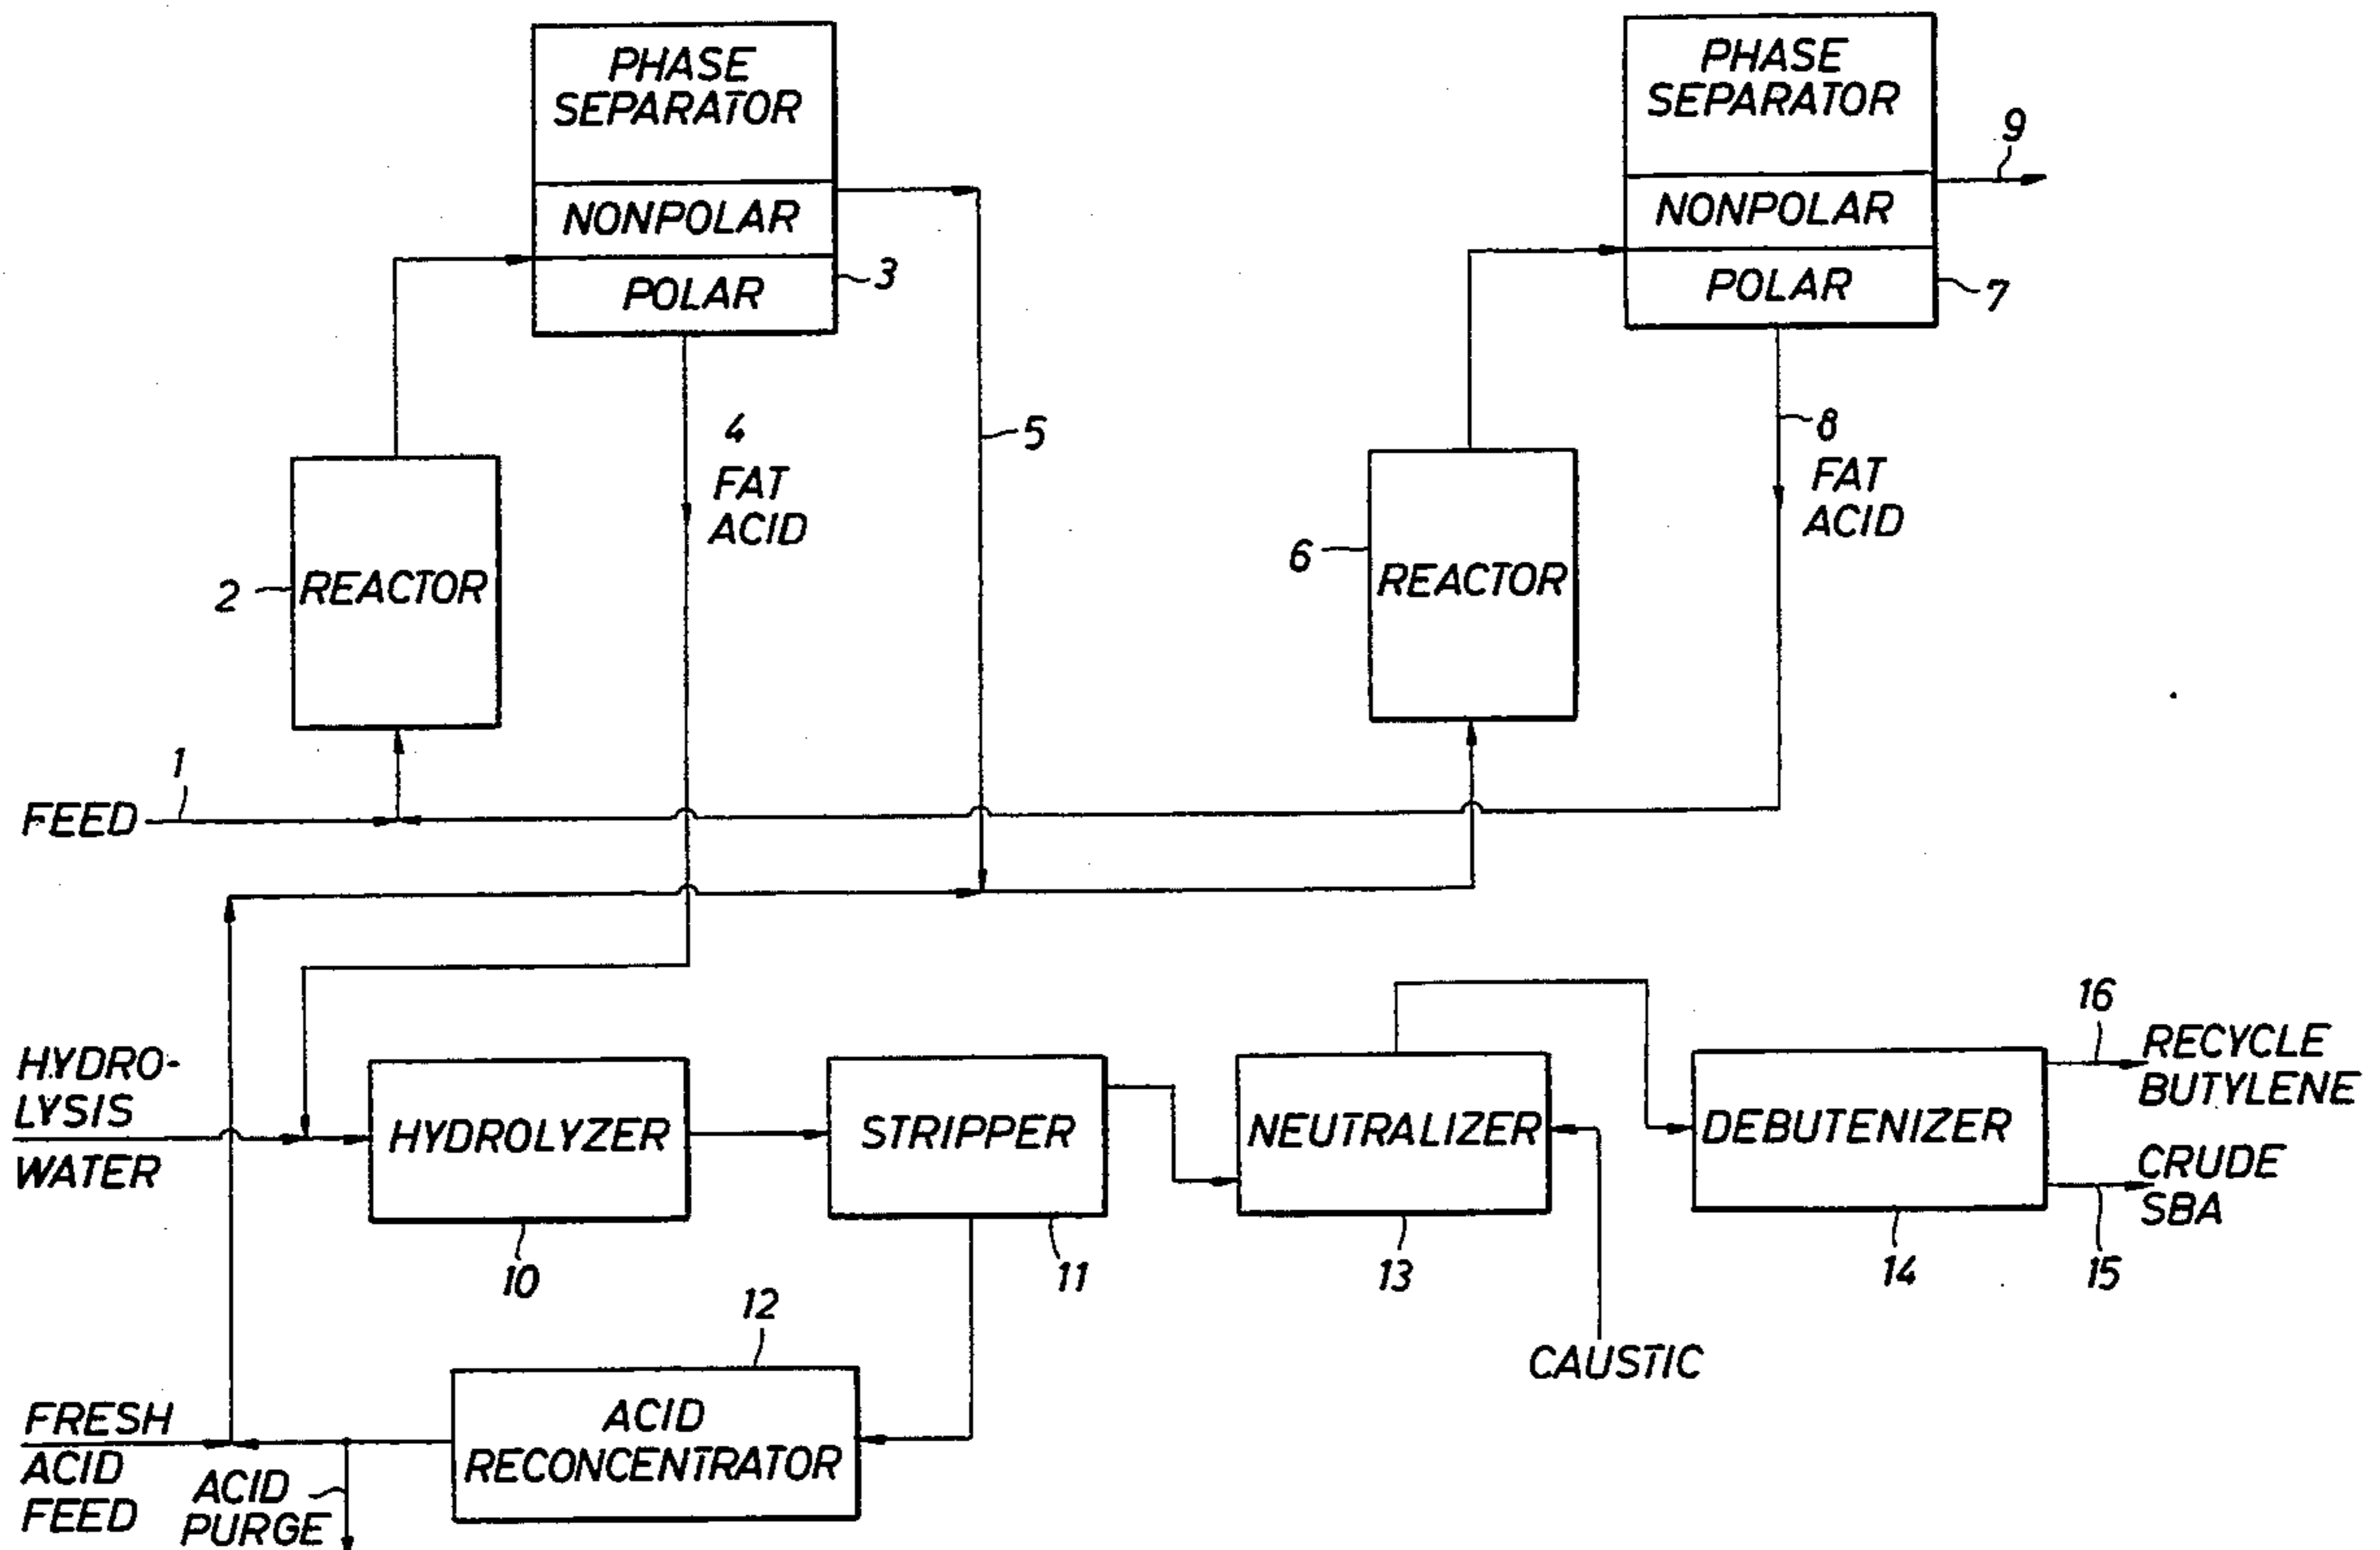 PHASE
SEPARATOR
NONPOLAR
POLAR
3
PHASE
SEPARATOR
NONPOLAR
POLAR
7
9
4
FAT
ACID
5
8
FAT
ACID
2
REACTOR
6
REACTOR
1
FEED
HYDRO-
LYSIS
WATER
HYDROLYZER
10
STRIPPER
11
NEUTRALIZER
13
DEBUTENIZER
14
16
RECYCLE
BUTYLENE
CRUDE
SBA
15
CAUSTIC
12
ACID
RECONCENTRATOR
FRESH
ACID
FEED
ACID
PURGE